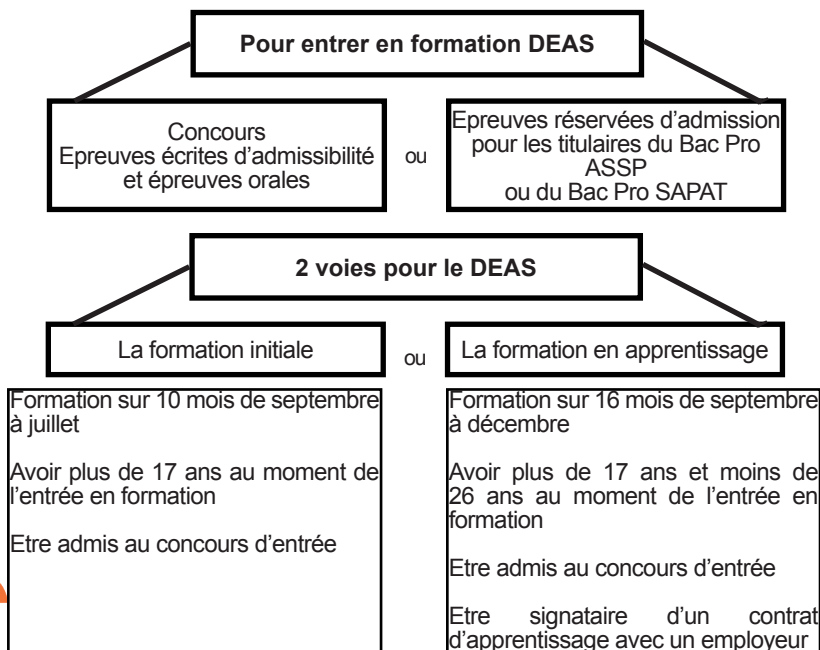 Pour entrer en formation DEAS
Concours
Epreuves écrites d'admissibilité
et épreuves orales
ou
Epreuves réservées d'admission
pour les titulaires du Bac Pro
ASSP
ou du Bac Pro SAPAT
2 voies pour le DEAS
La formation initiale
ou
La formation en apprentissage
Formation sur 10 mois de septembre
à juillet
Avoir plus de 17 ans au moment de
l'entrée en formation
Etre admis au concours d'entrée
Formation sur 16 mois de septembre
à décembre
Avoir plus de 17 ans et moins de
26 ans au moment de l'entrée en
formation
Etre admis au concours d'entrée
Etre signataire d'un contrat
d'apprentissage avec un employeur